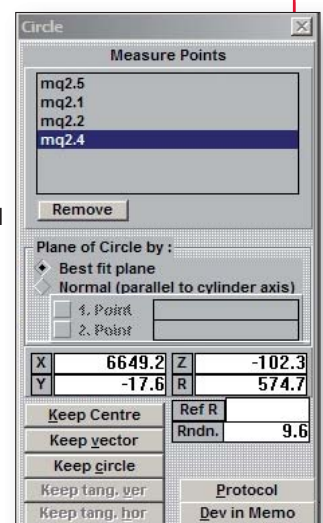 Circle
Measure Points
mq2.5
mq2.1
mq2.2
mq2.4
Remove
Plane of Circle by :
Best fit plane
Normal (parallel to cylinder axis)
1. Point
2. Point
X 6649.2 Z -102.3
Y -17.6 R 574.7
Keep Centre Ref R
Keep vector Rndn. 9.6
Keep circle
Keep tang. ver Protocol
Keep tang. hor Dev in Memo